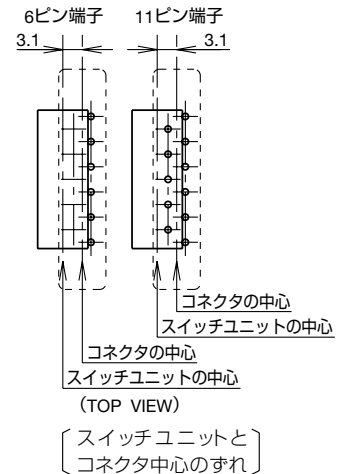 6ピン端子 11ピン端子
3.1 3.1
コネクタの中心
スイッチユニットの中心
コネクタの中心
スイッチユニットの中心
(TOP VIEW)
スイッチユニットと
コネクタ中心のずれ